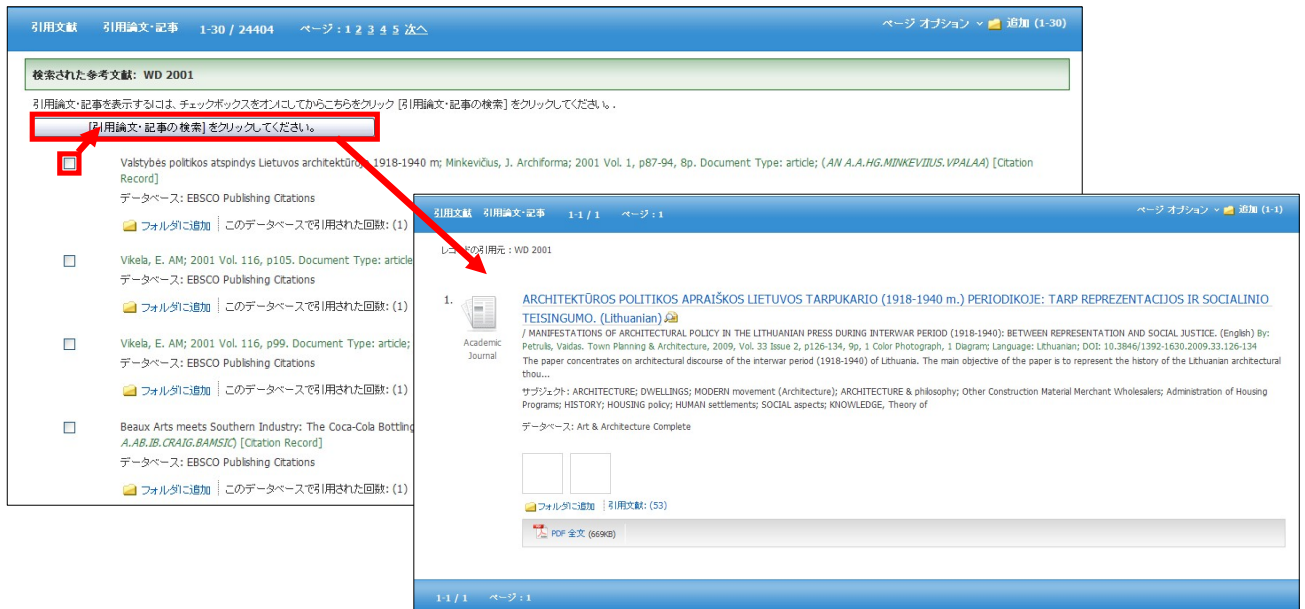 引用文献 引用論文・記事 1-30 / 24404 ページ : 1 2 3 4 5 次へ ページ オプション 追加 (1-30)
検索された参考文献: WD 2001
引用論文・記事を表示するには、チェックボックスをオンにしてからこちらをクリック [引用論文・記事の検索] をクリックしてください。.
[引用論文・記事の検索] をクリックしてください。
Valstybės politikos atspindys Lietuvos 1918-1940 m; Minkevičius, J. Archiforma; 2001 Vol. 1, p87-94, 8p. Document Type: article; (AN A.A.HG.MINKEVIIUS.VPALAA) [Citation
Record]
データベース: EBSCO Publishing Citations
フォルダに追加 このデータベースで引用された回数: (1)
Vikela, E. AM; 2001 Vol. 116, p105. Document Type: article
データベース: EBSCO Publishing Citations
フォルダに追加 このデータベースで引用された回数: (1)
Vikela, E. AM; 2001 Vol. 116, p99. Document Type: article;
データベース: EBSCO Publishing Citations
フォルダに追加 このデータベースで引用された回数: (1)
Beaux Arts meets Southern Industry: The Coca-Cola Bottling
A.AB.IB.CRAIG.BAMSIC) [Citation Record]
データベース: EBSCO Publishing Citations
フォルダに追加 このデータベースで引用された回数: (1)
引用文献 引用論文・記事 1-1 / 1 ページ : 1 ページ オプション 追加 (1-1)
レコードの引用元 : WD 2001
1. ARCHITEKTŪROS POLITIKOS APRAIŠKOS LIETUVOS TARPUKARIO (1918-1940 m.) PERIODIKOJE: TARP REPREZENTACIJOS IR SOCIALINIO
TEISINGUMO. (Lithuanian)
/ MANIFESTATIONS OF ARCHITECTURAL POLICY IN THE LITHUANIAN PRESS DURING INTERWAR PERIOD (1918-1940): BETWEEN REPRESENTATION AND SOCIAL JUSTICE. (English) By:
Petrulis, Vaidas. Town Planning & Architecture, 2009, Vol. 33 Issue 2, p126-134, 9p, 1 Color Photograph, 1 Diagram; Language: Lithuanian; DOI: 10.3846/1392-1630.2009.33.126-134
Academic
Journal
The paper concentrates on architectural discourse of the interwar period (1918-1940) of Lithuania. The main objective of the paper is to represent the history of the Lithuanian architectural
thou...
サブジェクト: ARCHITECTURE; DWELLINGS; MODERN movement (Architecture); ARCHITECTURE & philosophy; Other Construction Material Merchant Wholesalers; Administration of Housing
Programs; HISTORY; HOUSING policy; HUMAN settlements; SOCIAL aspects; KNOWLEDGE, Theory of
データベース: Art & Architecture Complete
フォルダに追加 引用文献: (53)
PDF 全文 (669KB)
1-1 / 1 ページ : 1